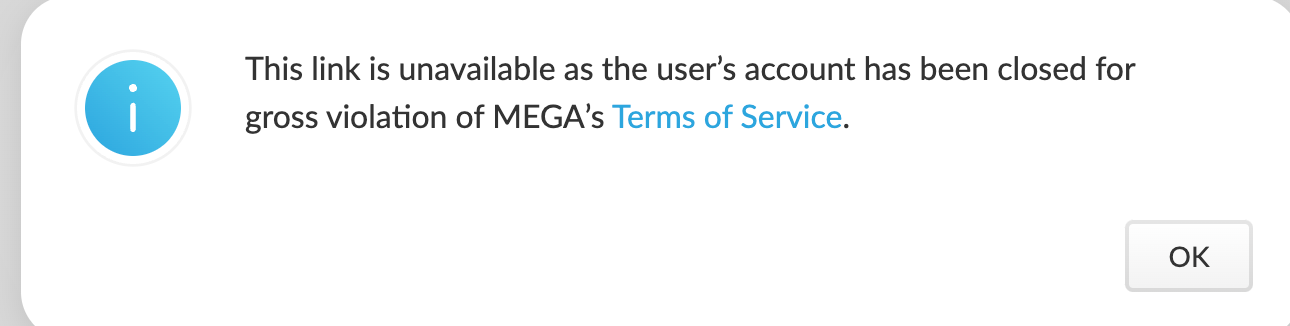 This link is unavailable as the user’s account has been closed for
gross violation of MEGA’s Terms of Service.
OK